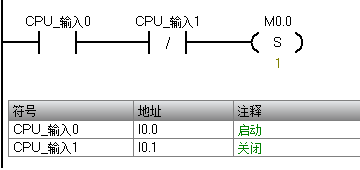 CPU_输入0 CPU_输入1 M0.0
/ S
1
符号 地址 注释
CPU_输入0 I0.0 启动
CPU_输入1 I0.1 关闭